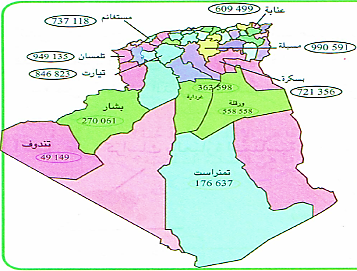 609 499
عنابة
737 118
مستغانم
949 135
تلمسان
مسيلة
990 591
846 823
تيارت
بسكرة
721 356
363 598
غرداية
ورقلة
558 558
بشار
270 061
تندوف
49 149
تمنراست
176 637